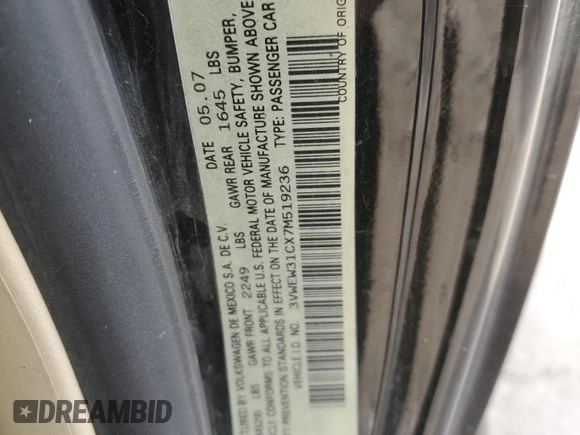 TURED BY VOLKSWAGEN DE MEXICO S.A. DE C.V. DATE 05.07
LBS GAWR FRONT 2249 LBS GAWR REAR 1645 LBS
CLE CONFORMS TO ALL APPLICABLE U.S. FEDERAL MOTOR VEHICLE SAFETY, BUMPER,
FT PREVENTION STANDARDS IN EFFECT ON THE DATE OF MANUFACTURE SHOWN ABOVE
VEHICLE I.D. NO. 3VWEW31CX7M519236 TYPE: PASSENGER CAR
COUNTRY OF ORIG
DREAMBID